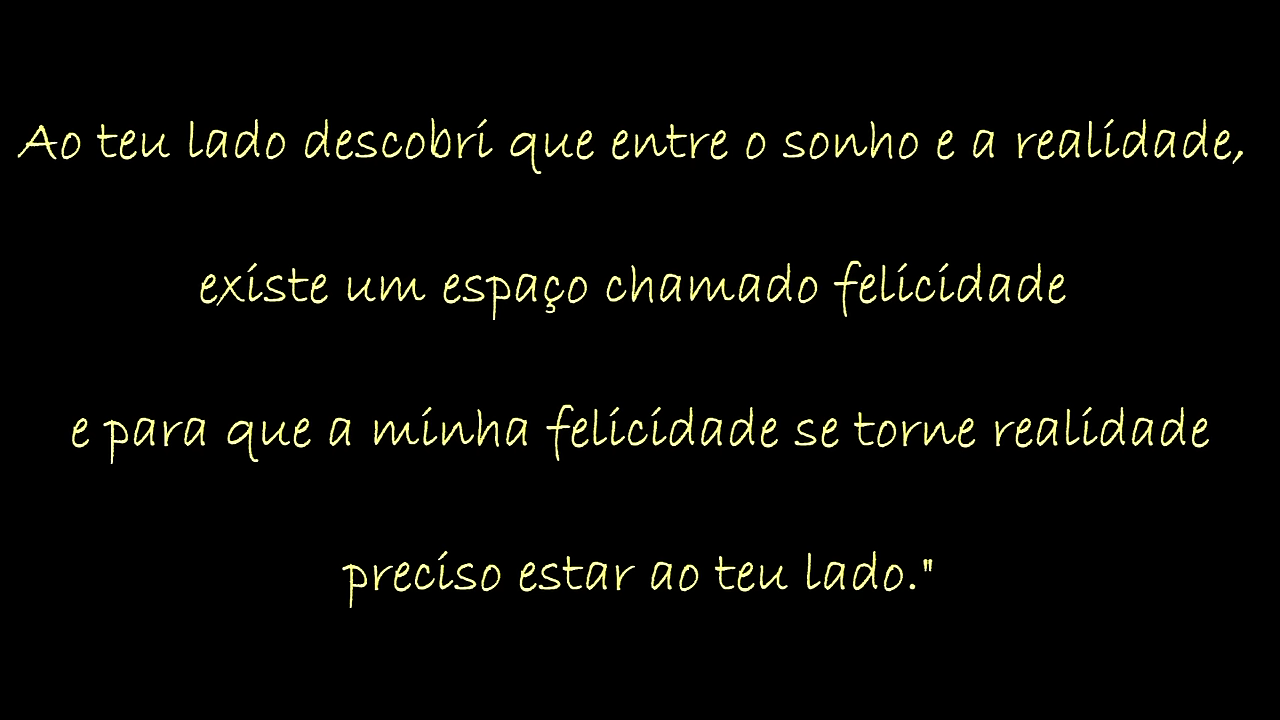 Ao teu lado descobri que entre o sonho e a realidade,
existe um espaço chamado felicidade
e para que a minha felicidade se torne realidade
preciso estar ao teu lado."